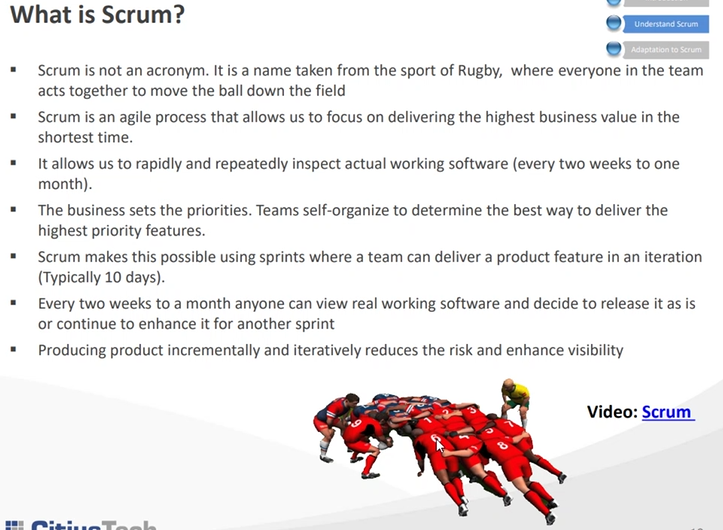 What is Scrum?
Understand Scrum
Adaptation to Scrum
▪ Scrum is not an acronym. It is a name taken from the sport of Rugby, where everyone in the team
acts together to move the ball down the field
▪ Scrum is an agile process that allows us to focus on delivering the highest business value in the
shortest time.
▪ It allows us to rapidly and repeatedly inspect actual working software (every two weeks to one
month).
▪ The business sets the priorities. Teams self-organize to determine the best way to deliver the
highest priority features.
▪ Scrum makes this possible using sprints where a team can deliver a product feature in an iteration
(Typically 10 days).
▪ Every two weeks to a month anyone can view real working software and decide to release it as is
or continue to enhance it for another sprint
▪ Producing product incrementally and iteratively reduces the risk and enhance visibility
Video: Scrum
CitiusTech